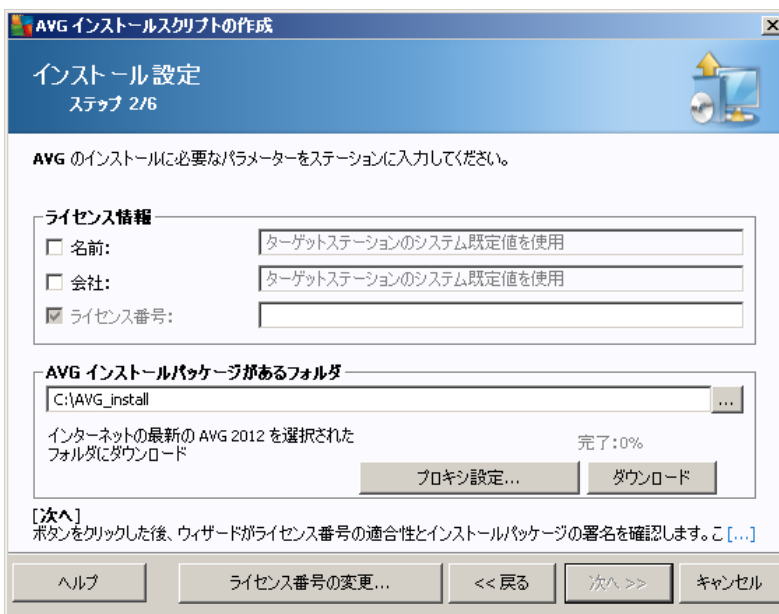 AVG インストールスクリプトの作成
インストール設定
ステップ 2/6
AVG のインストールに必要なパラメーターをステーションに入力してください。
ライセンス情報
名前:
ターゲットステーションのシステム既定値を使用
会社:
ターゲットステーションのシステム既定値を使用
ライセンス番号:
AVG インストールパッケージがあるフォルダ
C:\AVG_install
...
インターネットの最新の AVG 2012 を選択された
フォルダにダウンロード
完了:0%
プロキシ設定...
ダウンロード
[次へ]
ボタンをクリックした後、ウィザードがライセンス番号の適合性とインストールパッケージの署名を確認します。こ [...]
ヘルプ
ライセンス番号の変更...
<< 戻る
次へ >>
キャンセル